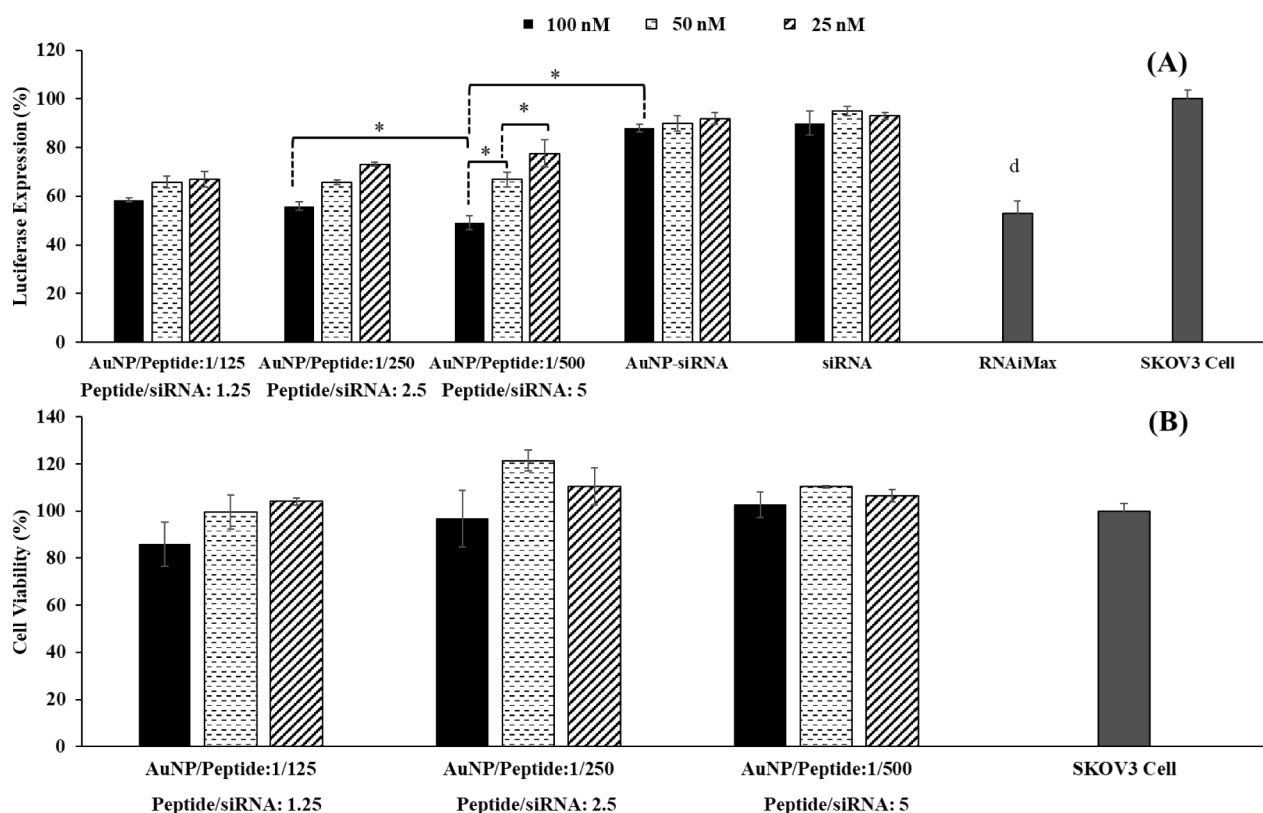 100 nM 50 nM 25 nM
(A)
Luciferase Expression (%)
120
100
80
60
40
20
0
* * * *
d
AuNP/Peptide:1/125 AuNP/Peptide:1/250 AuNP/Peptide:1/500 AuNP-siRNA siRNA RNAiMax SKOV3 Cell
Peptide/siRNA: 1.25 Peptide/siRNA: 2.5 Peptide/siRNA: 5
(B)
Cell Viability (%)
140
120
100
80
60
40
20
0
AuNP/Peptide:1/125 AuNP/Peptide:1/250 AuNP/Peptide:1/500 SKOV3 Cell
Peptide/siRNA: 1.25 Peptide/siRNA: 2.5 Peptide/siRNA: 5